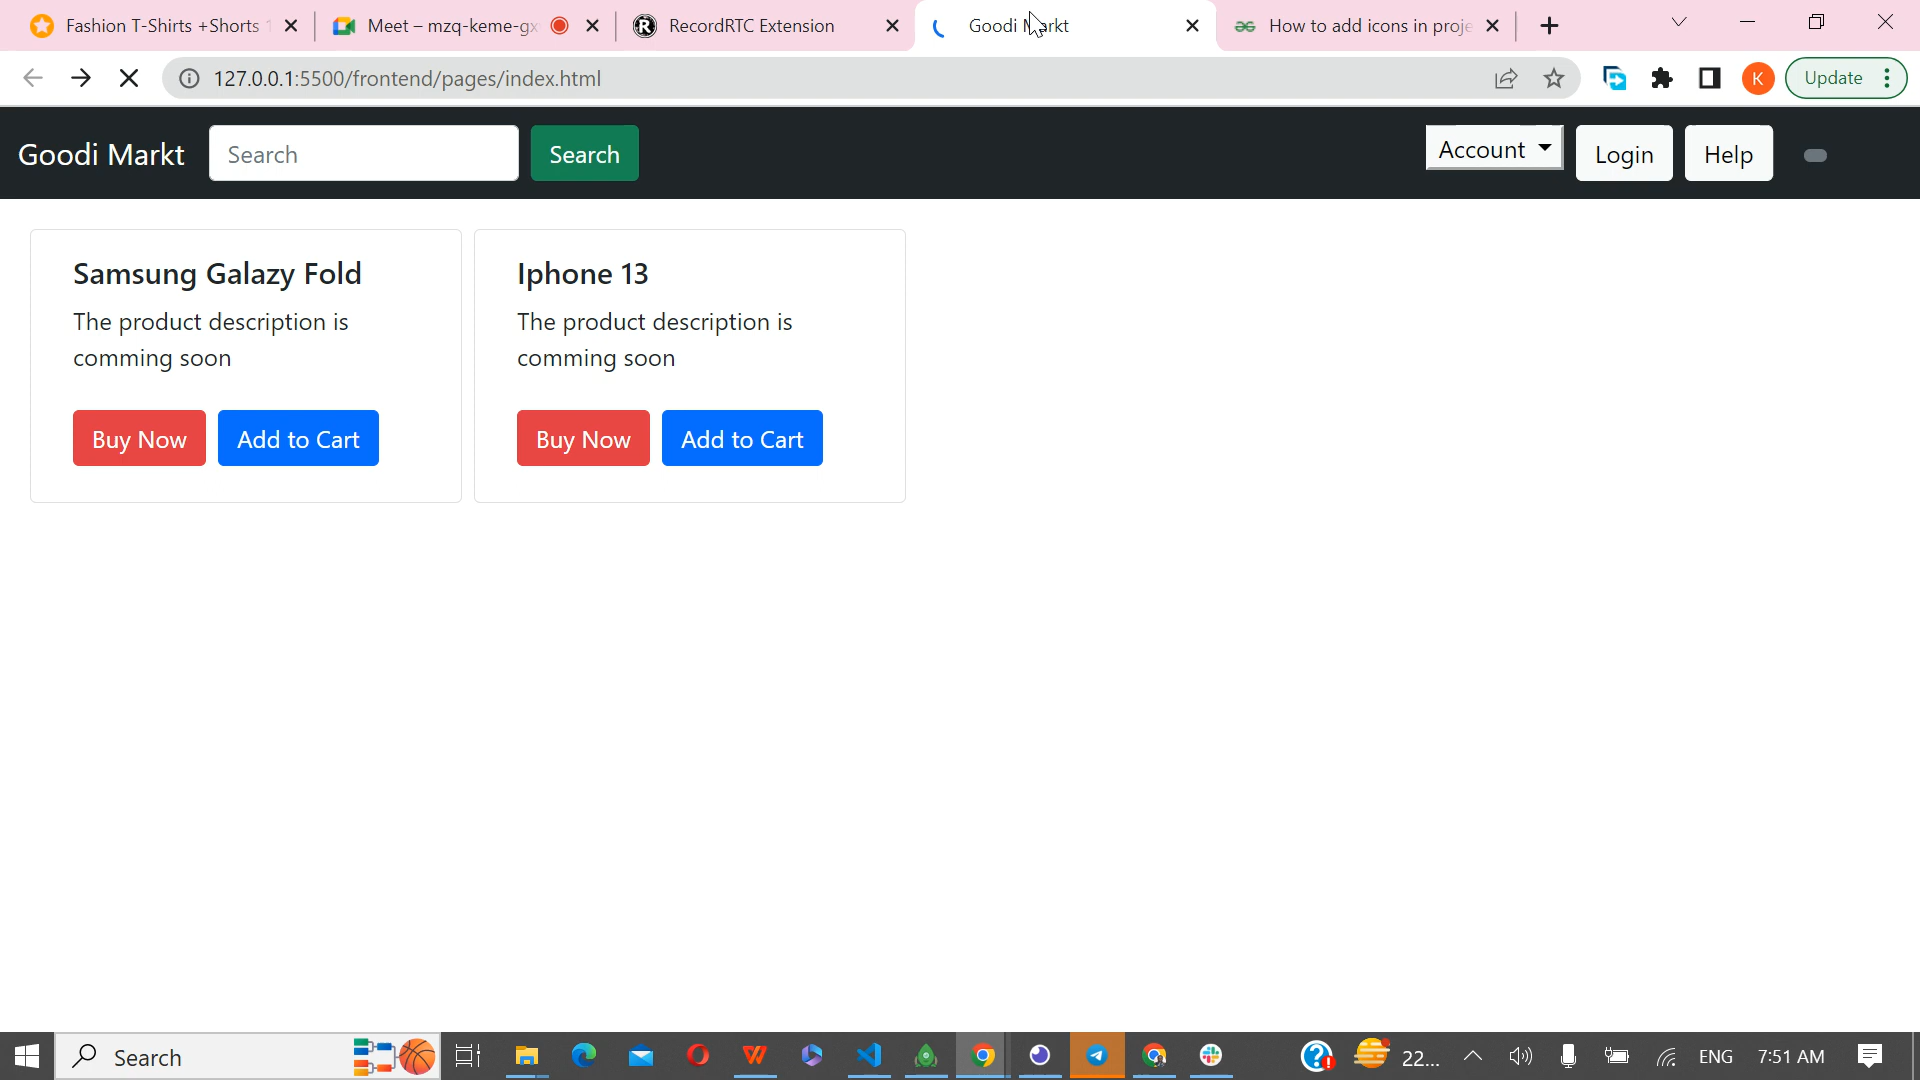 Fashion T-Shirts +Shorts
Meet – mzq-keme-gx
RecordRTC Extension
Goodi Markt
How to add icons in proje
127.0.0.1:5500/frontend/pages/index.html
K
Update
Goodi Markt
Search
Search
Account
Login
Help
Samsung Galazy Fold
The product description is
comming soon
Buy Now
Add to Cart
Iphone 13
The product description is
comming soon
Buy Now
Add to Cart
Search
22...
ENG
7:51 AM